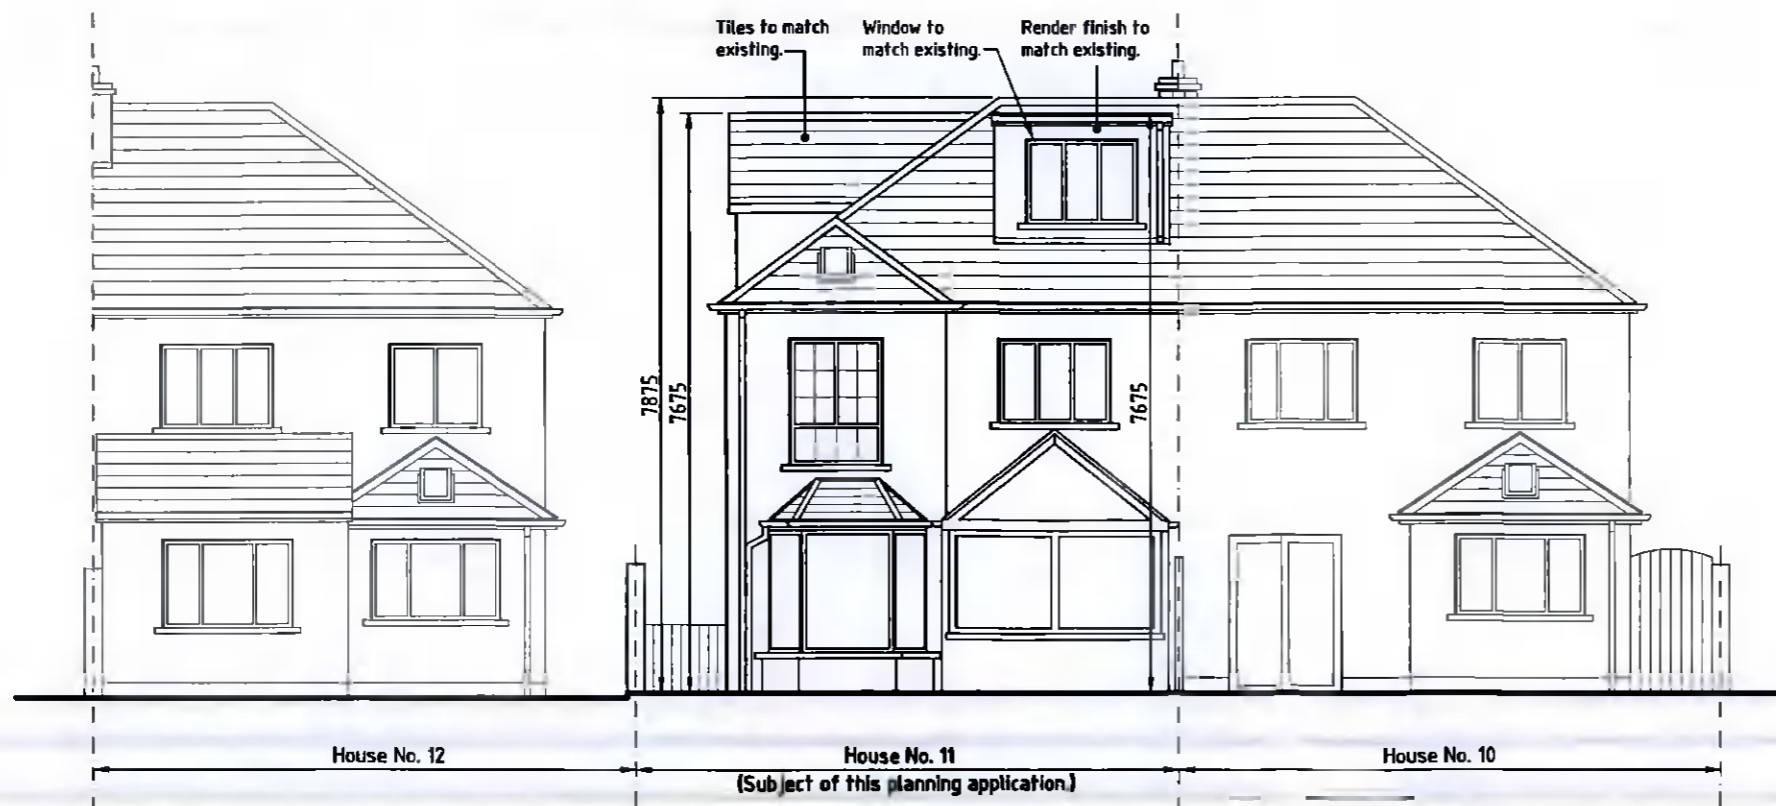 Tiles to match
existing.
Window to
match existing.
Render finish to
match existing.
7875
7675
7675
House No. 12
House No. 11
(Subject of this planning application.)
House No. 10